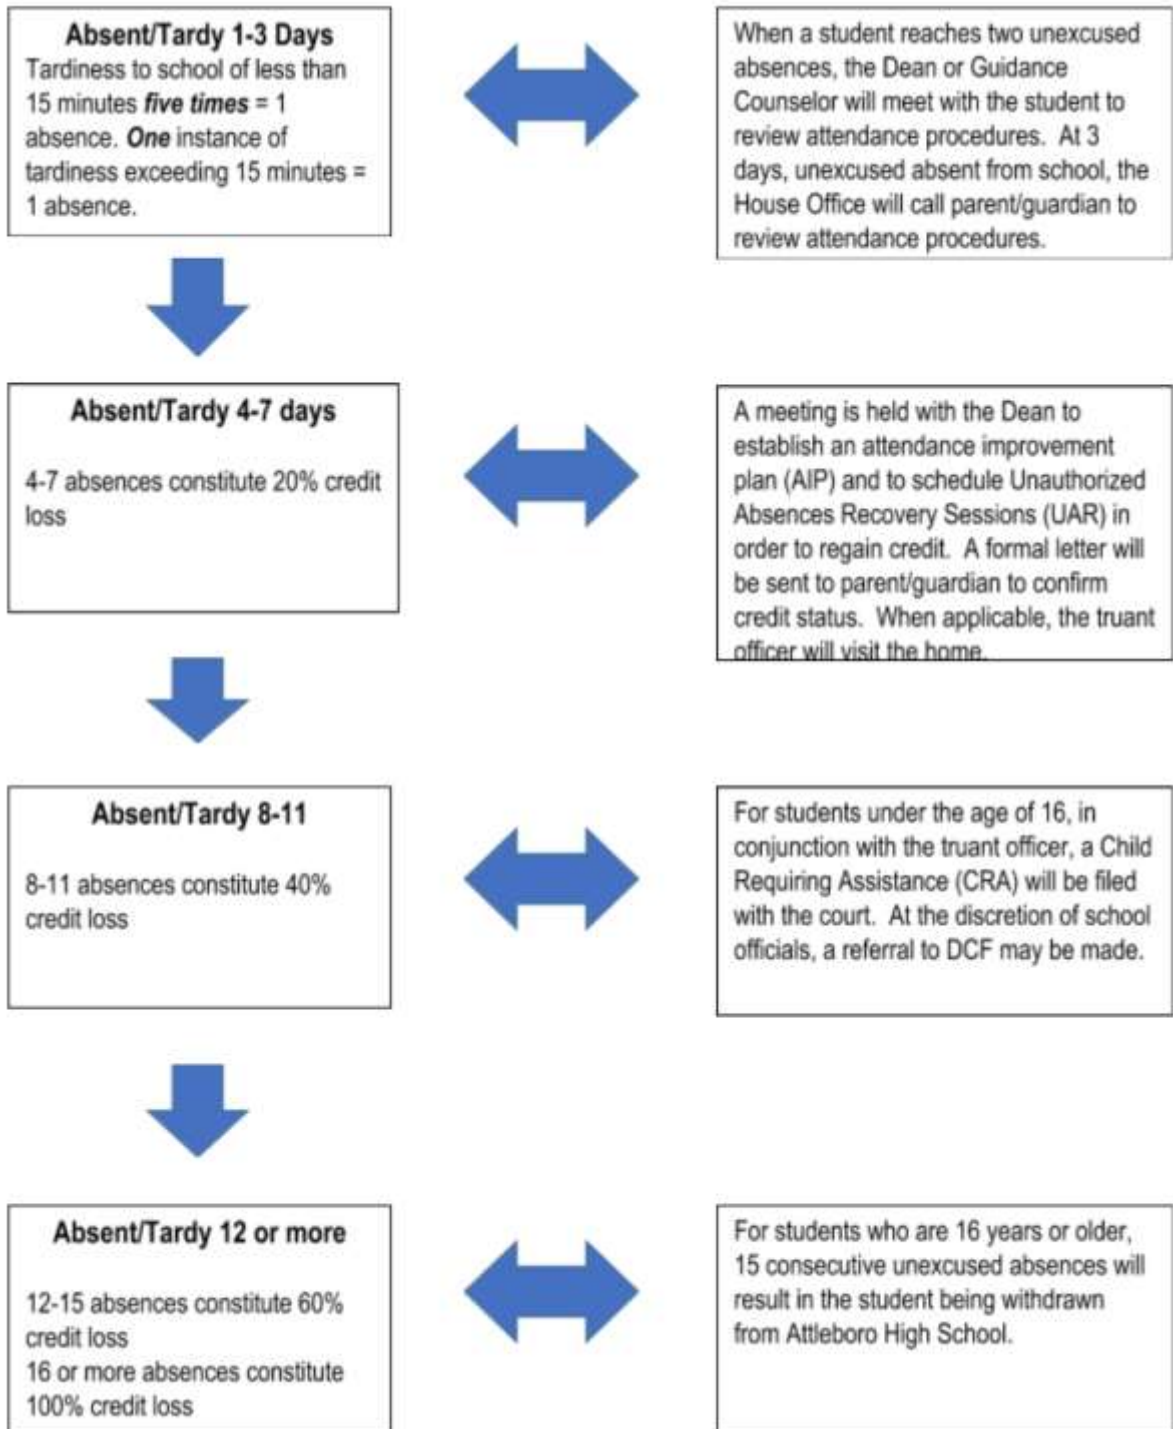 Absent/Tardy 1-3 Days
Tardiness to school of less than
15 minutes five times = 1
absence. One instance of
tardiness exceeding 15 minutes =
1 absence.
When a student reaches two unexcused
absences, the Dean or Guidance
Counselor will meet with the student to
review attendance procedures. At 3
days, unexcused absent from school, the
House Office will call parent/guardian to
review attendance procedures.
Absent/Tardy 4-7 days
4-7 absences constitute 20% credit
loss
A meeting is held with the Dean to
establish an attendance improvement
plan (AIP) and to schedule Unauthorized
Absences Recovery Sessions (UAR) in
order to regain credit. A formal letter will
be sent to parent/guardian to confirm
credit status. When applicable, the truant
officer will visit the home.
Absent/Tardy 8-11
8-11 absences constitute 40%
credit loss
For students under the age of 16, in
conjunction with the truant officer, a Child
Requiring Assistance (CRA) will be filed
with the court. At the discretion of school
officials, a referral to DCF may be made.
Absent/Tardy 12 or more
12-15 absences constitute 60%
credit loss
16 or more absences constitute
100% credit loss
For students who are 16 years or older,
15 consecutive unexcused absences will
result in the student being withdrawn
from Attleboro High School.